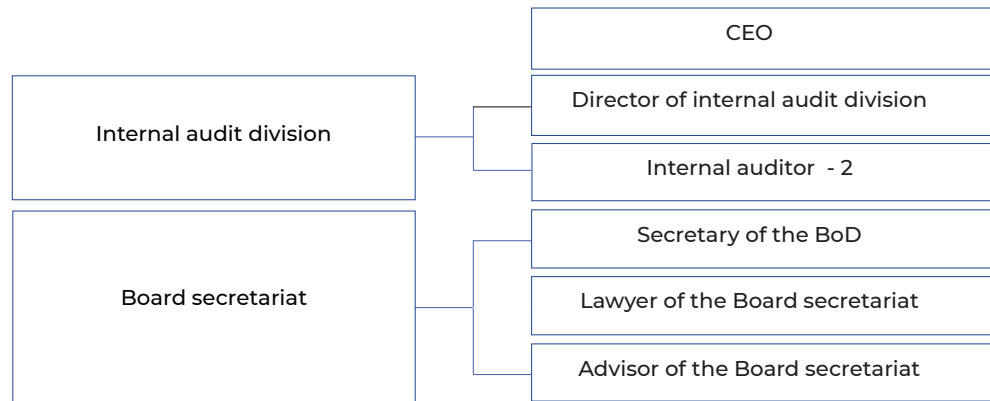 CEO
Internal audit division
Director of internal audit division
Internal auditor - 2
Board secretariat
Secretary of the BoD
Lawyer of the Board secretariat
Advisor of the Board secretariat